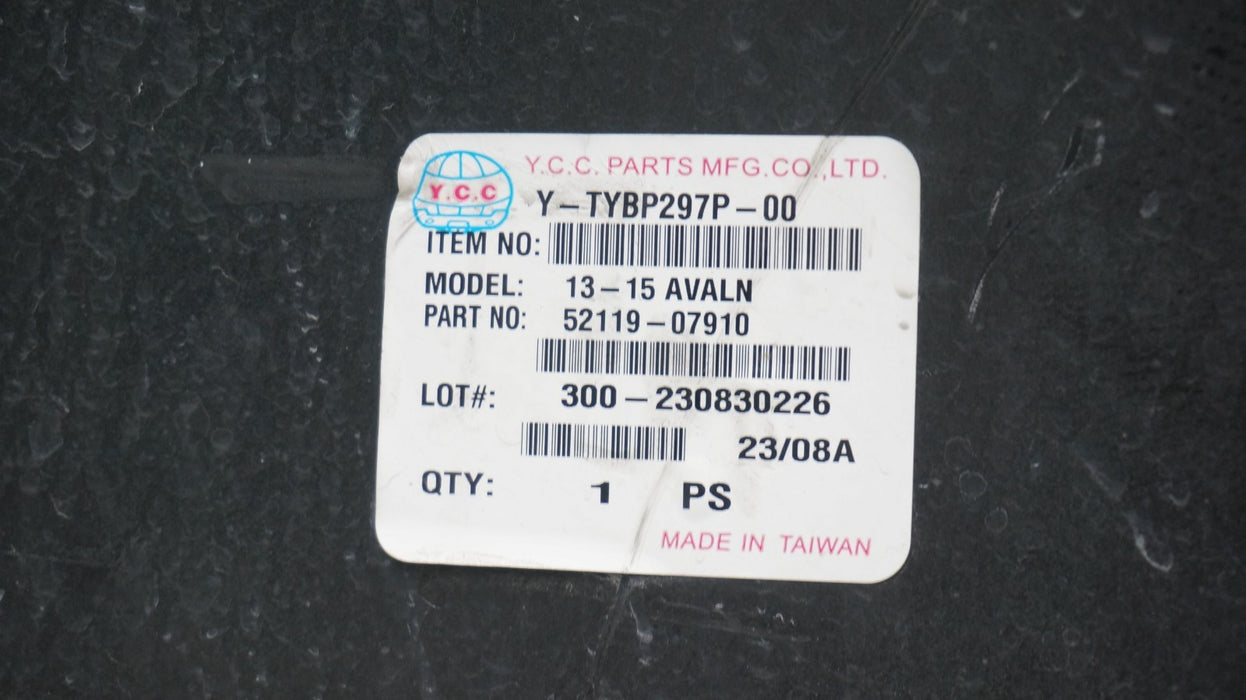 Y.C.C. PARTS MFG.CO.,LTD.
Y.C.C
Y-TYBP297P-00
ITEM NO:
MODEL: 13-15 AVALN
PART NO: 52119-07910
LOT#: 300-230830226
23/08A
QTY: 1 PS
MADE IN TAIWAN